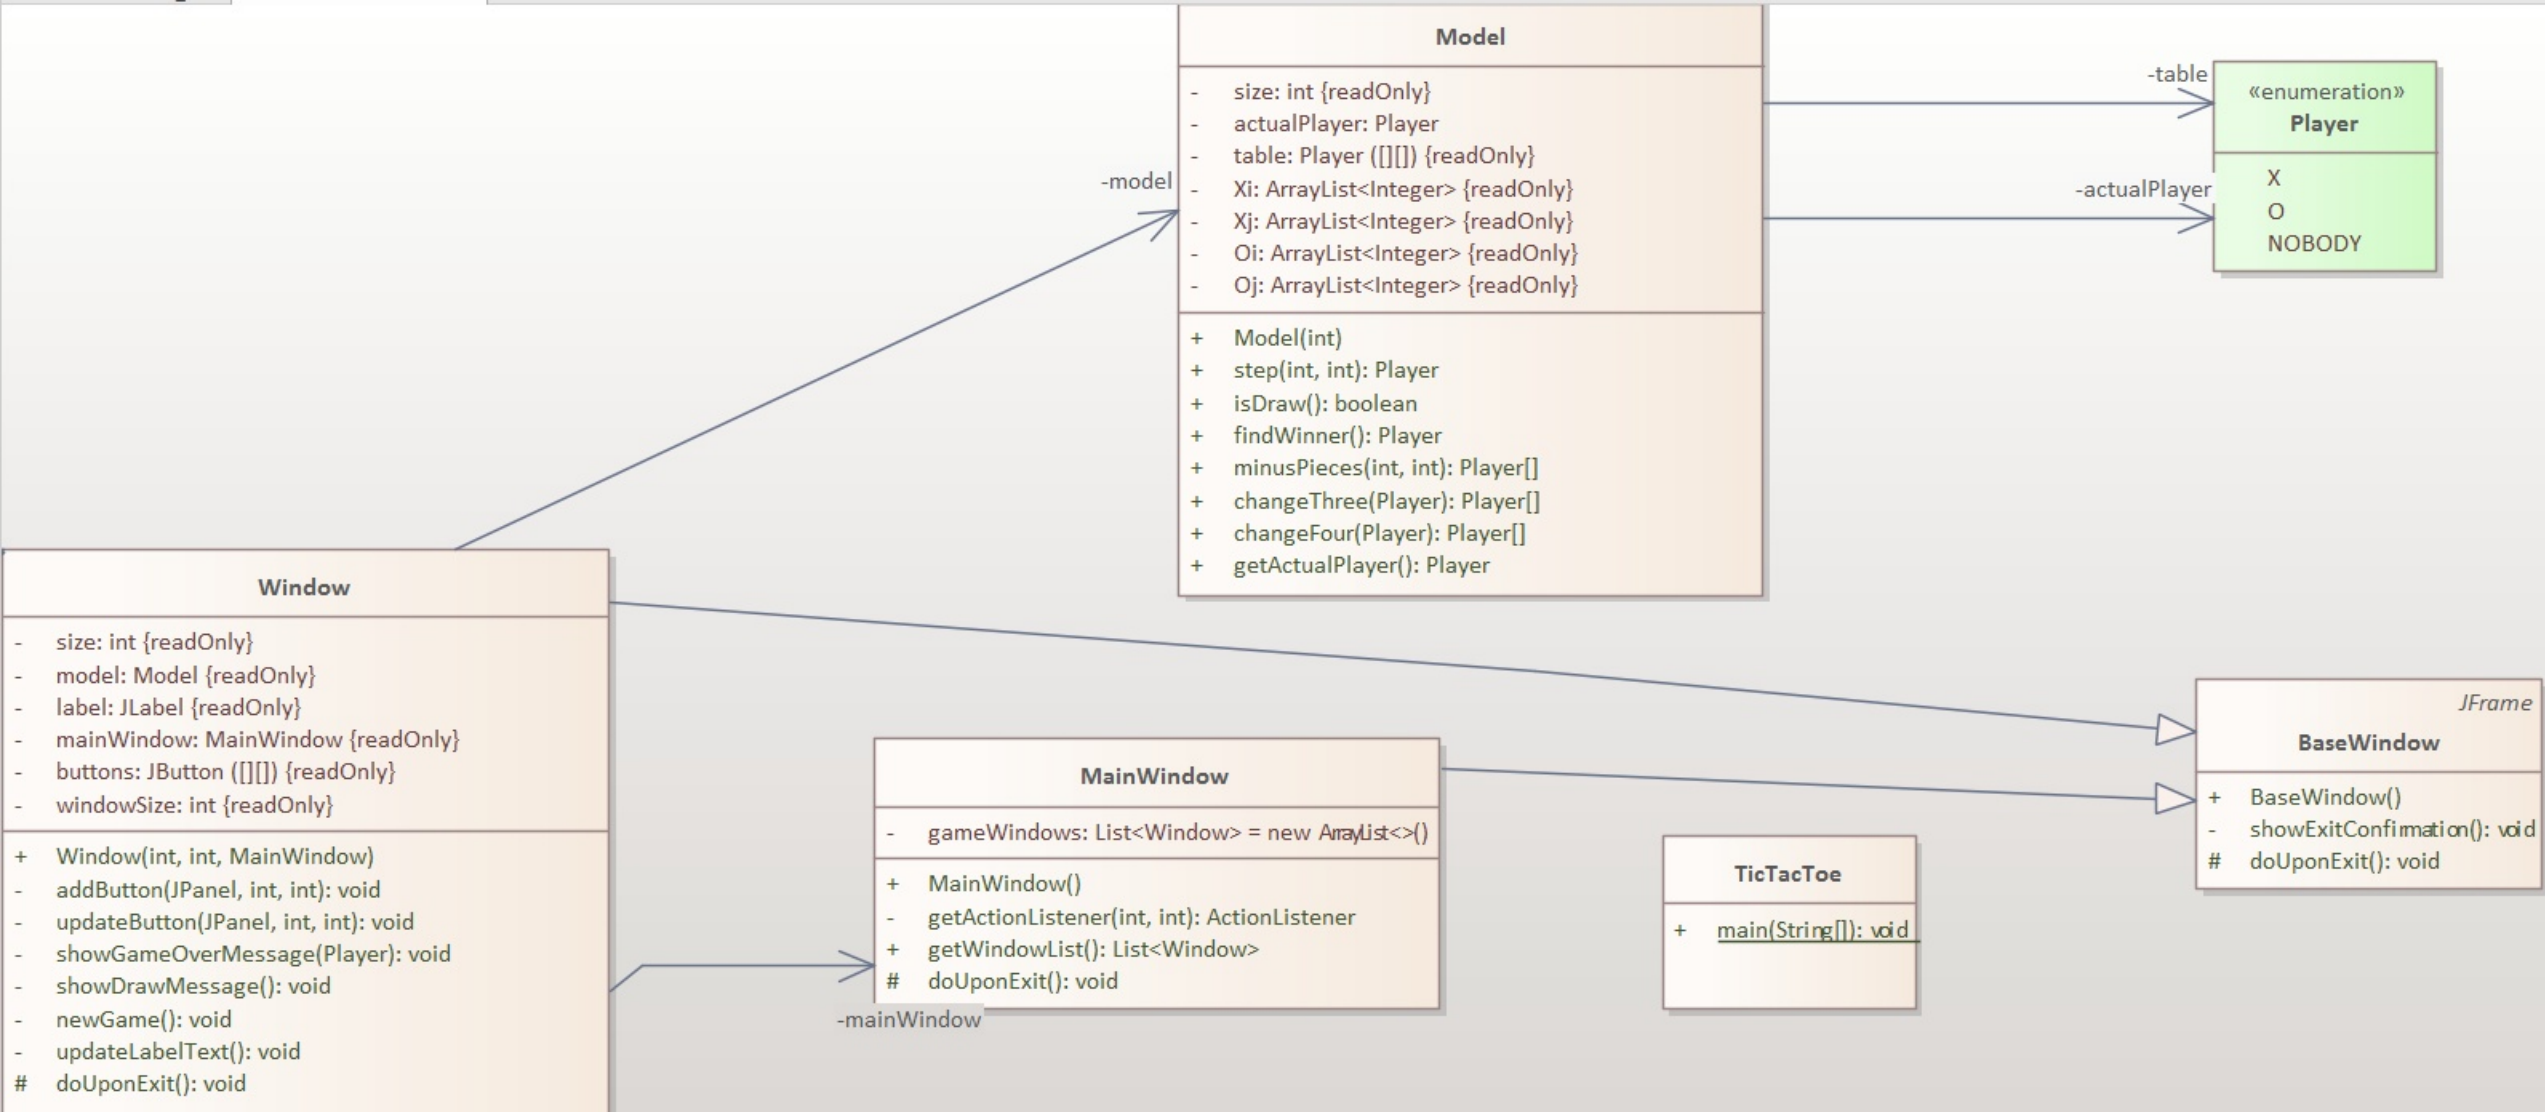 Model
- size: int {readOnly}
- actualPlayer: Player
- table: Player ([][]) {readOnly}
- Xi: ArrayList<Integer> {readOnly}
- Xj: ArrayList<Integer> {readOnly}
- Oi: ArrayList<Integer> {readOnly}
- Oj: ArrayList<Integer> {readOnly}
+ Model(int)
+ step(int, int): Player
+ isDraw(): boolean
+ findWinner(): Player
+ minusPieces(int, int): Player[]
+ changeThree(Player): Player[]
+ changeFour(Player): Player[]
+ getActualPlayer(): Player
-table
-actualPlayer
«enumeration»
Player
X
O
NOBODY
-model
Window
- size: int {readOnly}
- model: Model {readOnly}
- label: JLabel {readOnly}
- mainWindow: MainWindow {readOnly}
- buttons: JButton ([][]) {readOnly}
- windowSize: int {readOnly}
+ Window(int, int, MainWindow)
- addButton(JPanel, int, int): void
- updateButton(JPanel, int, int): void
- showGameOverMessage(Player): void
- showDrawMessage(): void
- newGame(): void
- updateLabelText(): void
# doUponExit(): void
MainWindow
- gameWindows: List<Window> = new ArrayList<>()
+ MainWindow()
- getActionListener(int, int): ActionListener
+ getWindowList(): List<Window>
# doUponExit(): void
-mainWindow
TicTacToe
+ main(String[]): void
JFrame
BaseWindow
+ BaseWindow()
- showExitConfirmation(): void
# doUponExit(): void